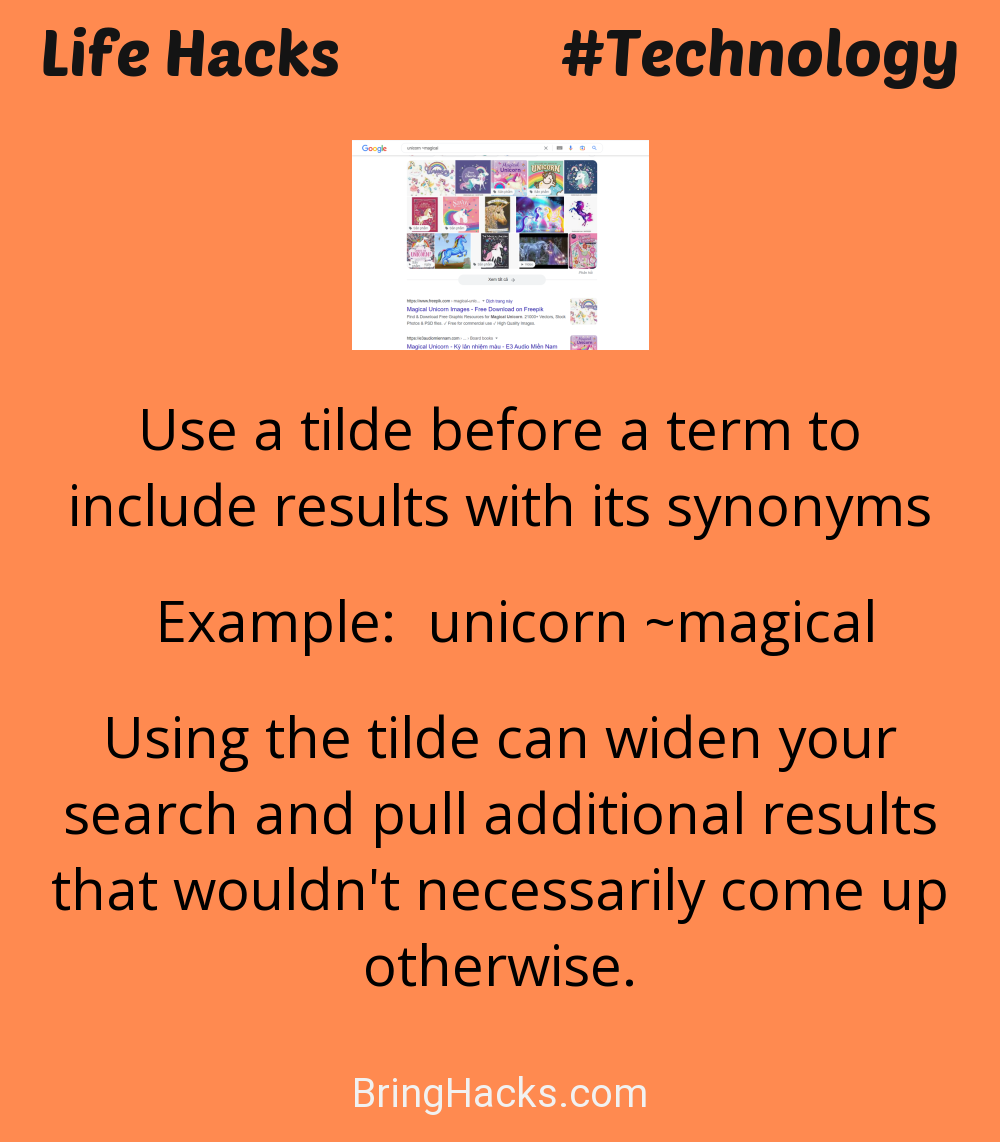 Life Hacks #Technology
Google unicorn ~magical
Magical Unicorn
UNICORN
Xem tất cả →
https://www.freepik.com › magical-unic... Dịch trang này
Magical Unicorn Images - Free Download on Freepik
Find & Download Free Graphic Resources for Magical Unicorn. 21000+ Vectors, Stock
Photos & PSD files. ✓ Free for commercial use ✓ High Quality Images.
Magical Unicorn - Kỳ lân nhiệm màu - E3 Audio Miền Nam
Use a tilde before a term to
include results with its synonyms
Example: unicorn ~magical
Using the tilde can widen your
search and pull additional results
that wouldn't necessarily come up
otherwise.
BringHacks.com